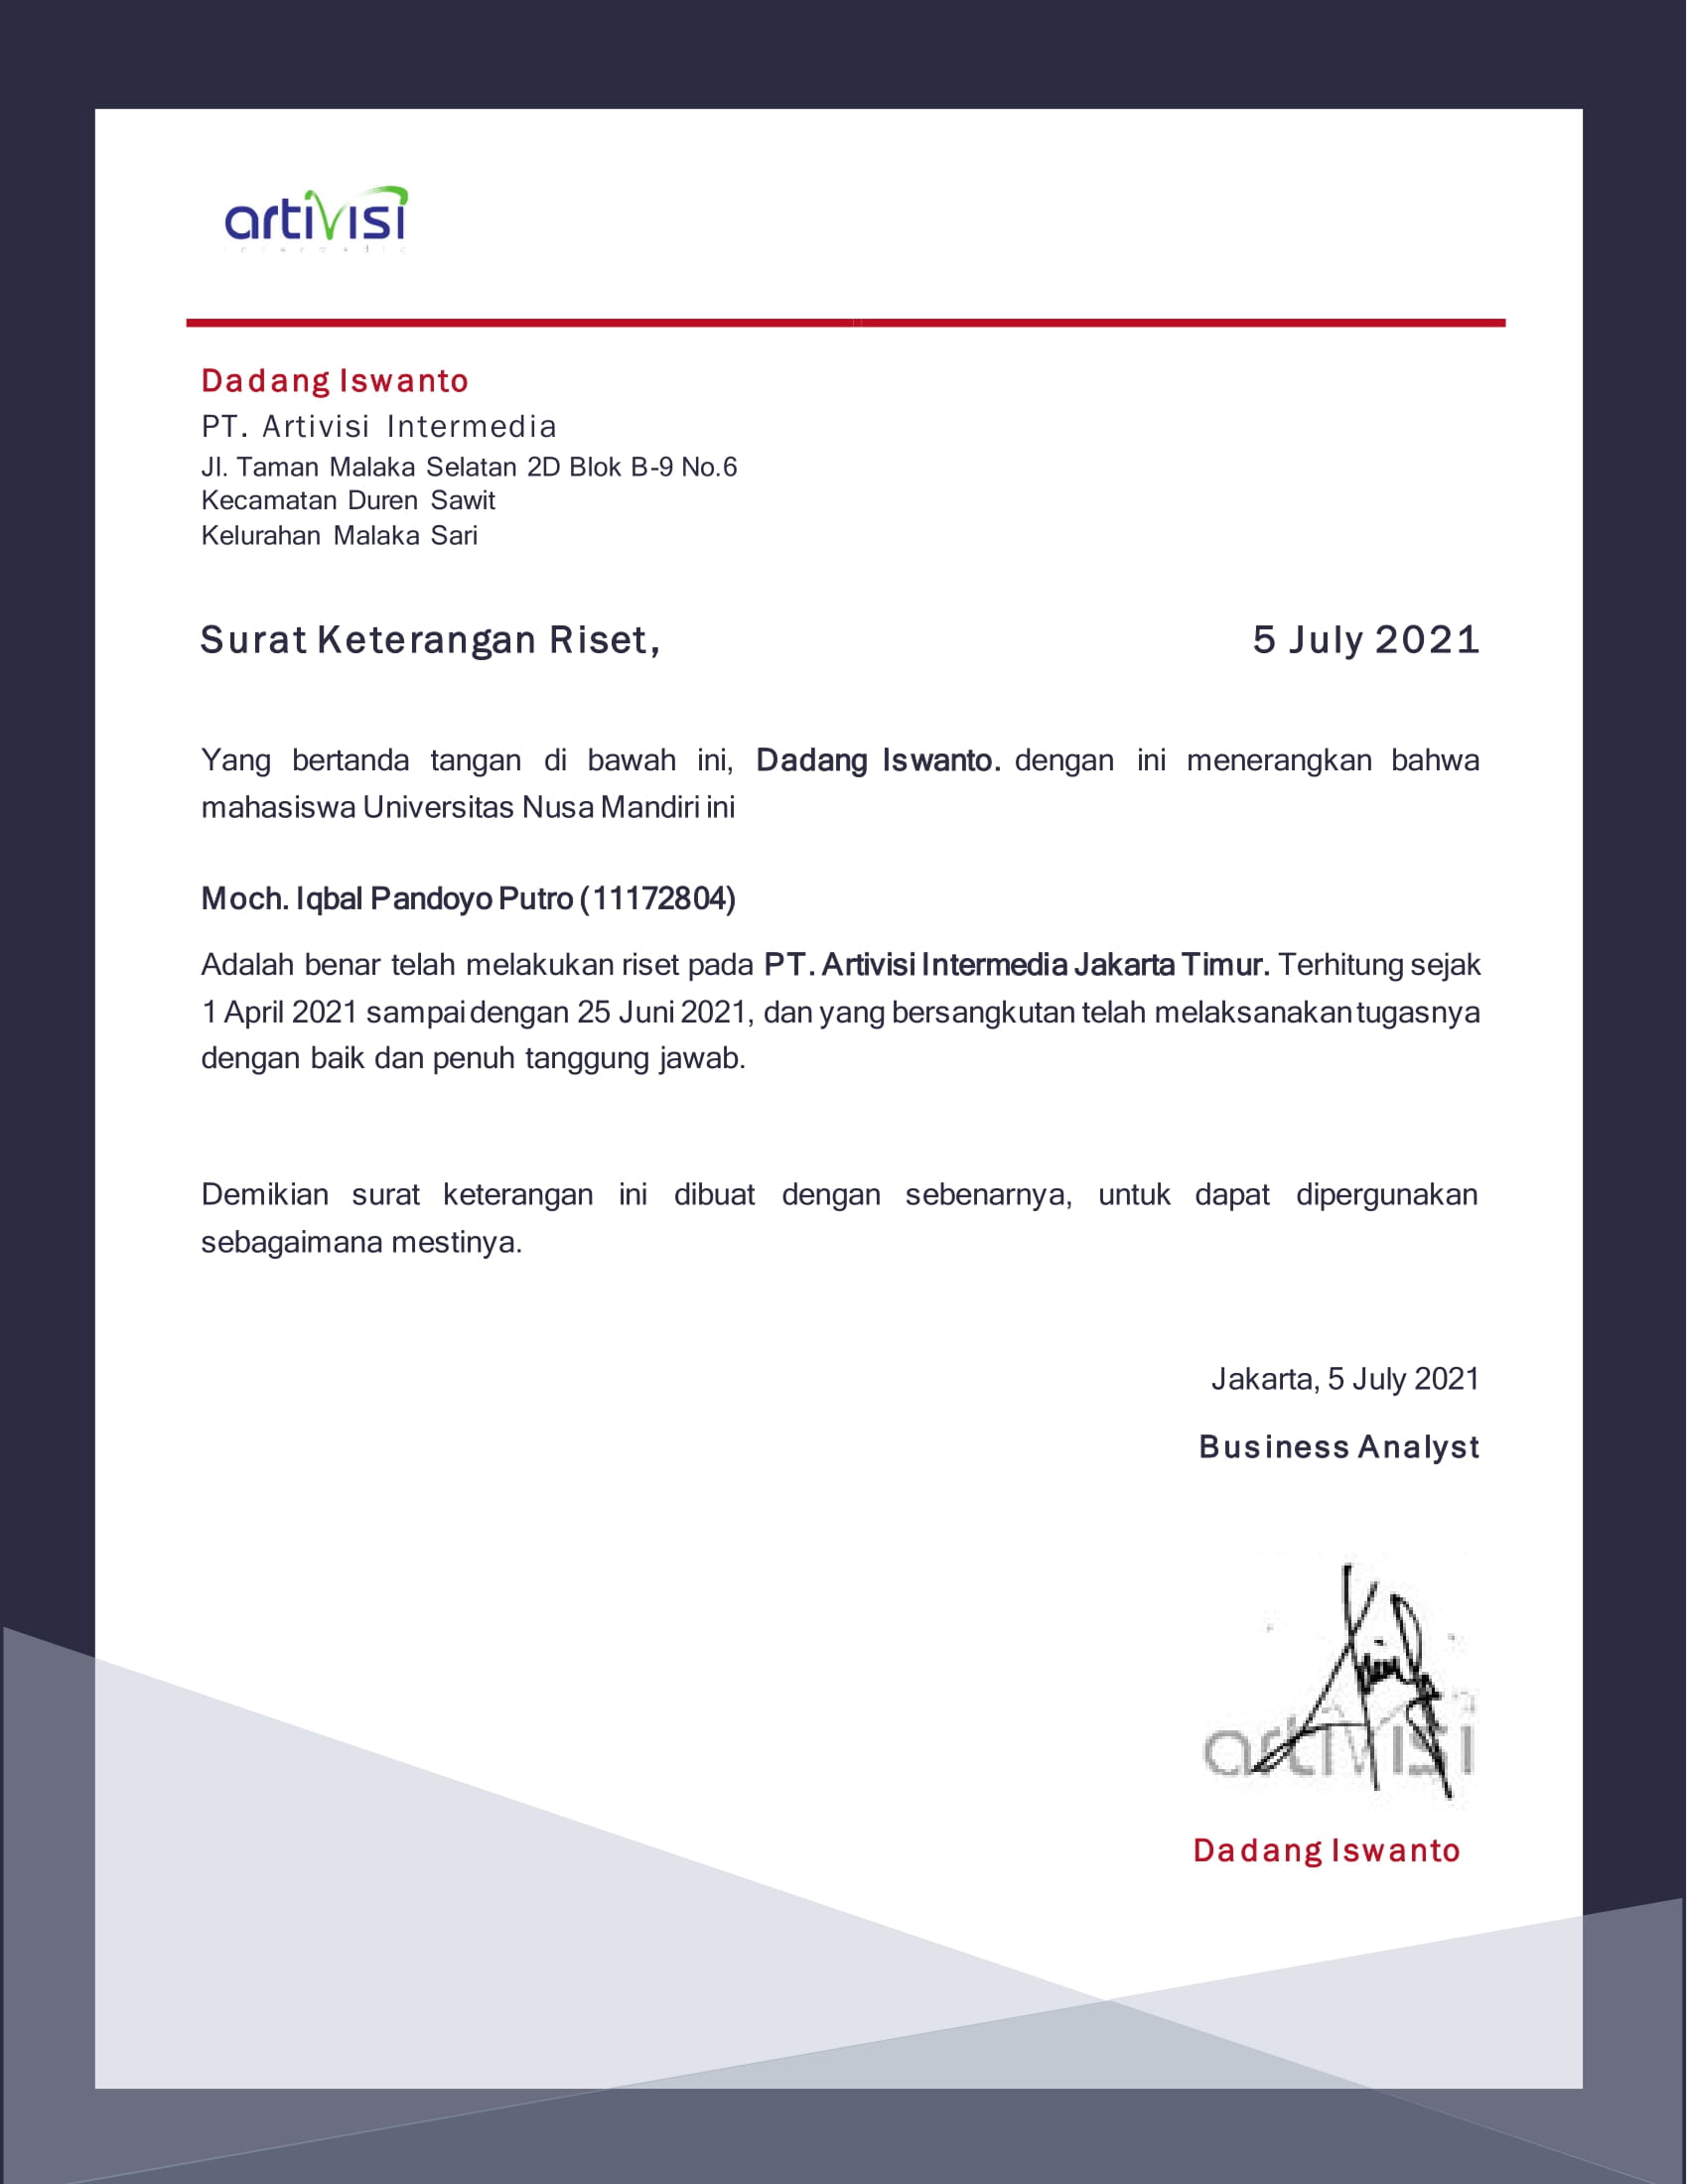 artivisi
Dadang Iswanto
PT. Artivisi Intermedia
Jl. Taman Malaka Selatan 2D Blok B-9 No.6
Kecamatan Duren Sawit
Kelurahan Malaka Sari
Surat Keterangan Riset, 5 July 2021
Yang bertanda tangan di bawah ini, Dadang Iswanto. dengan ini menerangkan bahwa
mahasiswa Universitas Nusa Mandiri ini
Moch. Iqbal Pandoyo Putro (11172804)
Adalah benar telah melakukan riset pada PT. Artivisi Intermedia Jakarta Timur. Terhitung sejak
1 April 2021 sampai dengan 25 Juni 2021, dan yang bersangkutan telah melaksanakan tugasnya
dengan baik dan penuh tanggung jawab.
Demikian surat keterangan ini dibuat dengan sebenarnya, untuk dapat dipergunakan
sebagaimana mestinya.
Jakarta, 5 July 2021
Business Analyst
artivisi
Dadang Iswanto